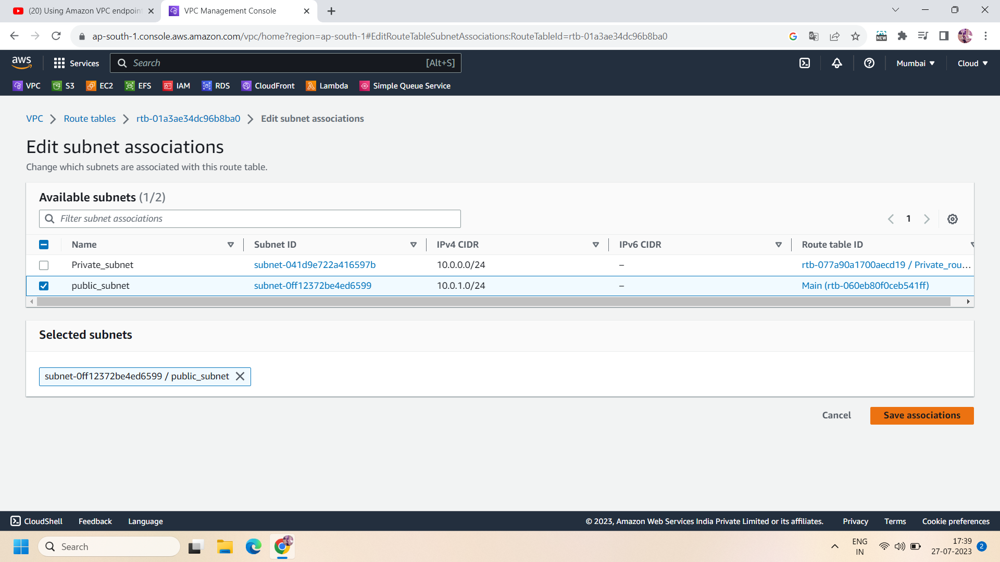 (20) Using Amazon VPC endpoin
VPC Management Console
ap-south-1.console.aws.amazon.com/vpc/home?region=ap-south-1#EditRouteTableSubnetAssociations:RouteTableId=rtb-01a3ae34dc96b8ba0
NEW
aws Services Search [Alt+S] Mumbai Cloud
VPC S3 EC2 EFS IAM RDS CloudFront Lambda Simple Queue Service
VPC Route tables rtb-01a3ae34dc96b8ba0 Edit subnet associations
Edit subnet associations
Change which subnets are associated with this route table.
Available subnets (1/2)
Filter subnet associations 1
Name Subnet ID IPv4 CIDR IPv6 CIDR Route table ID
Private_subnet subnet-041d9e722a416597b 10.0.0.0/24 – rtb-077a90a1700aecd19 / Private_rou...
public_subnet subnet-0ff12372be4ed6599 10.0.1.0/24 – Main (rtb-060eb80f0ceb541ff)
Selected subnets
subnet-0ff12372be4ed6599 / public_subnet
Cancel Save associations
CloudShell Feedback Language © 2023, Amazon Web Services India Private Limited or its affiliates. Privacy Terms Cookie preferences
Search
ENG
IN
17:39
27-07-2023
2